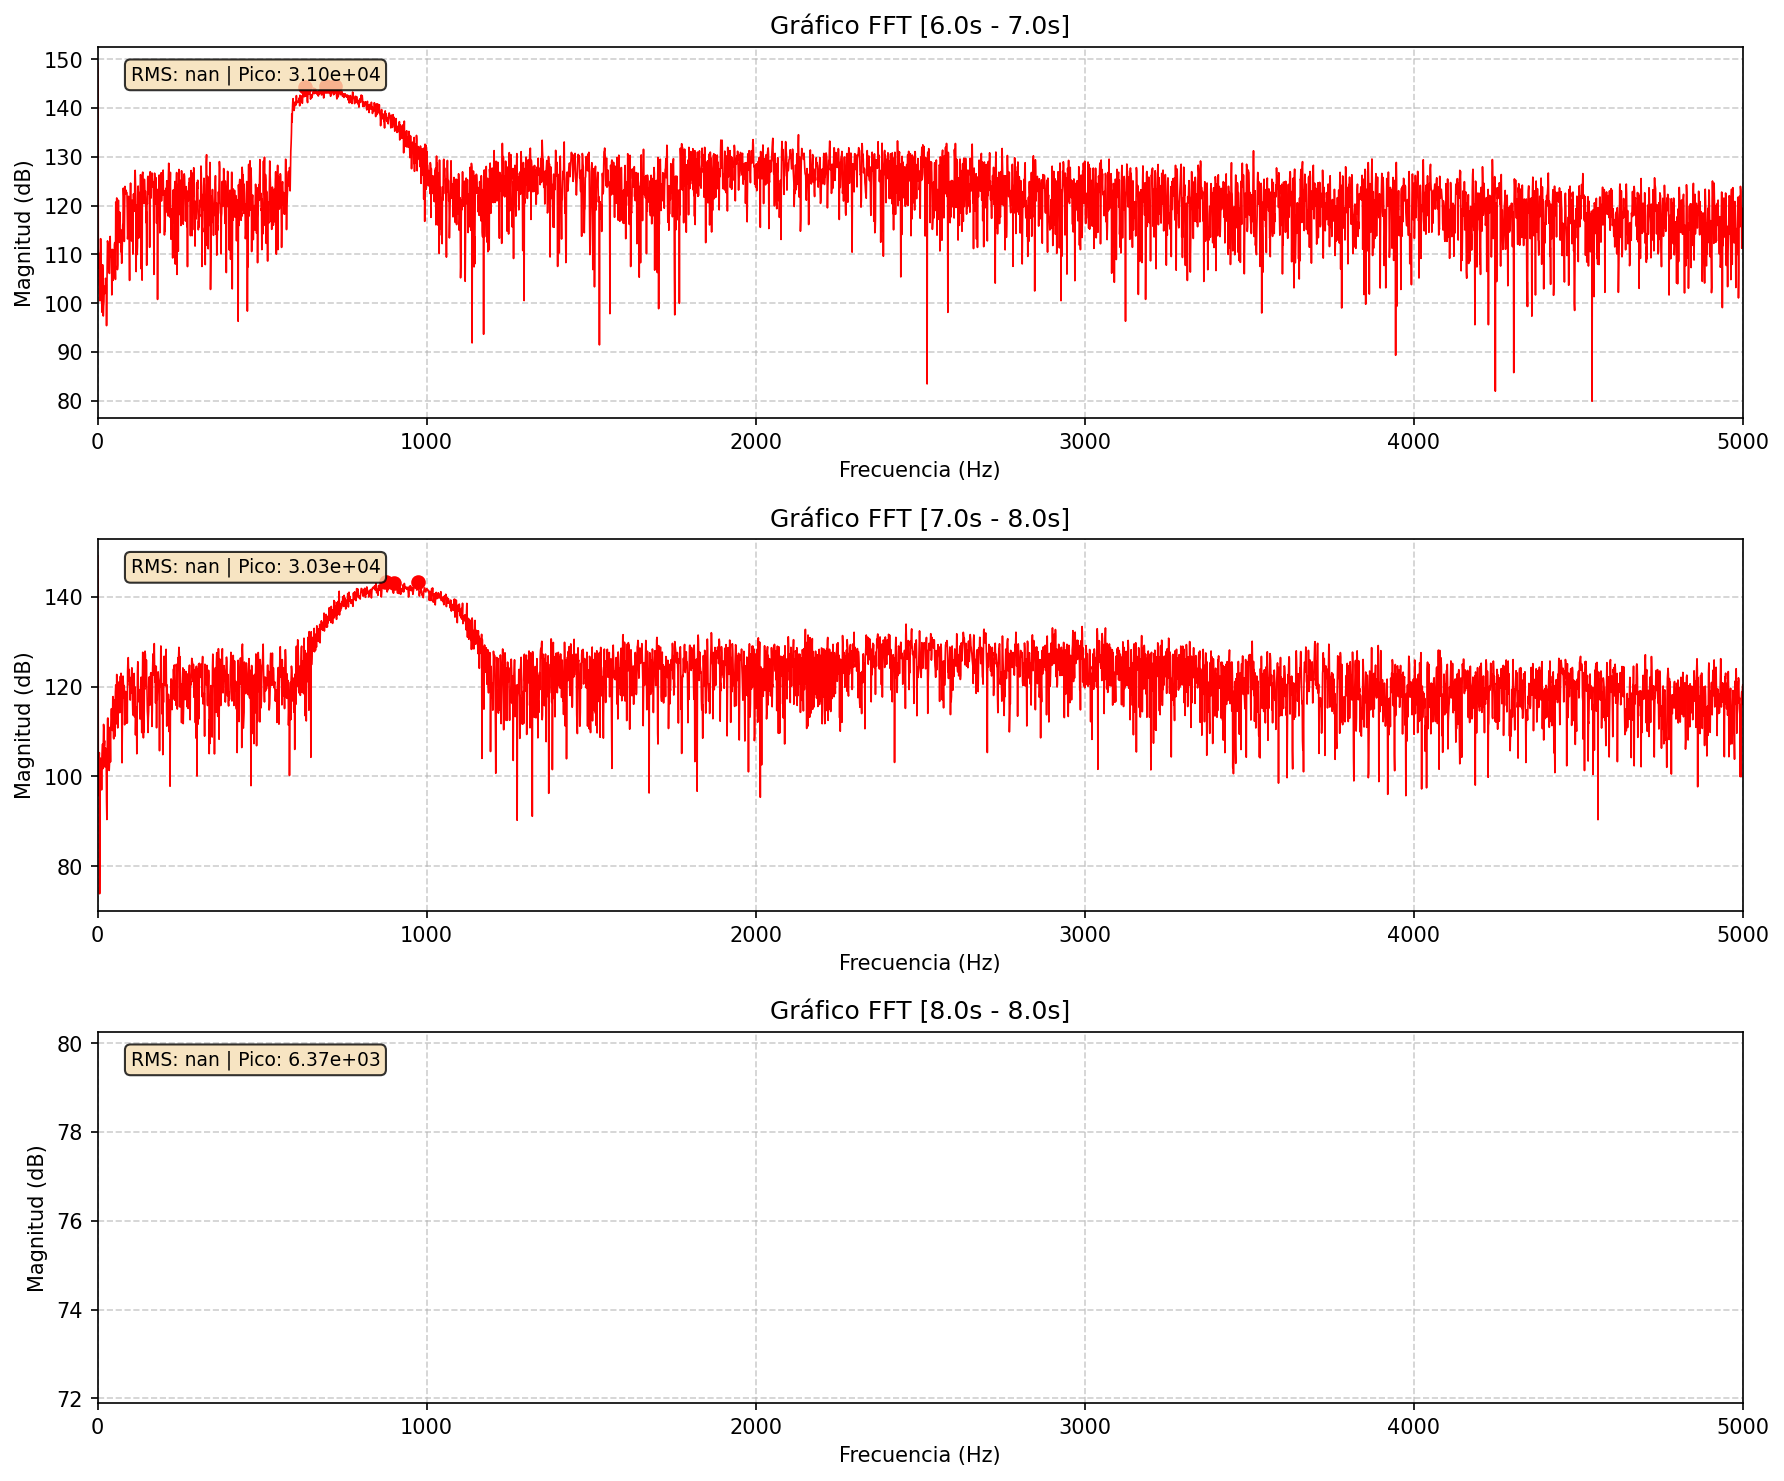 Gráfico FFT [6.0s - 7.0s]
RMS: nan | Pico: 3.10e+04
Magnitud (dB)
150
140
130
120
110
100
90
80
0 1000 2000 3000 4000 5000
Frecuencia (Hz)
Gráfico FFT [7.0s - 8.0s]
RMS: nan | Pico: 3.03e+04
Magnitud (dB)
140
120
100
80
0 1000 2000 3000 4000 5000
Frecuencia (Hz)
Gráfico FFT [8.0s - 8.0s]
RMS: nan | Pico: 6.37e+03
Magnitud (dB)
80
78
76
74
72
0 1000 2000 3000 4000 5000
Frecuencia (Hz)